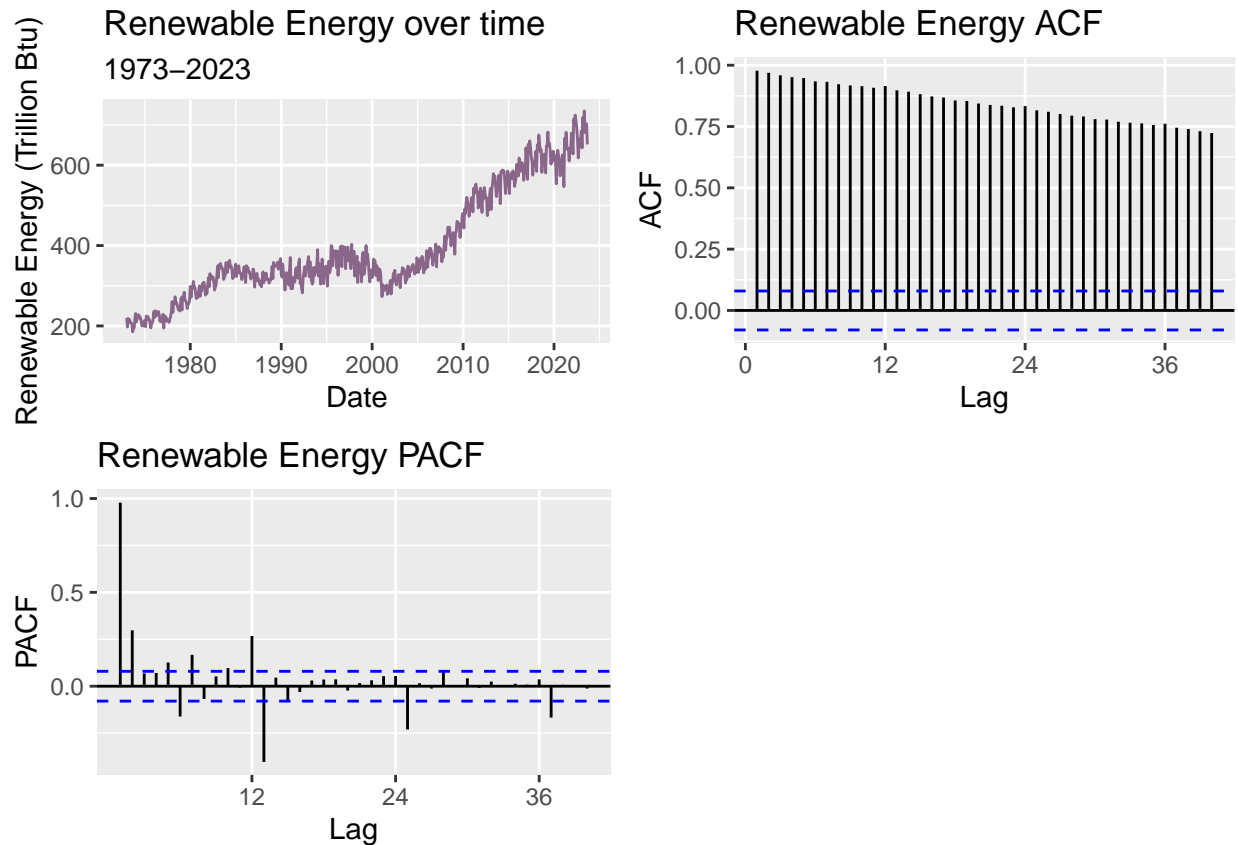 Renewable Energy over time
1973–2023
Renewable Energy (Trillion Btu)
600
400
200
1980 1990 2000 2010 2020
Date
Renewable Energy ACF
ACF
1.00
0.75
0.50
0.25
0.00
0 12 24 36
Lag
Renewable Energy PACF
PACF
1.0
0.5
0.0
12 24 36
Lag